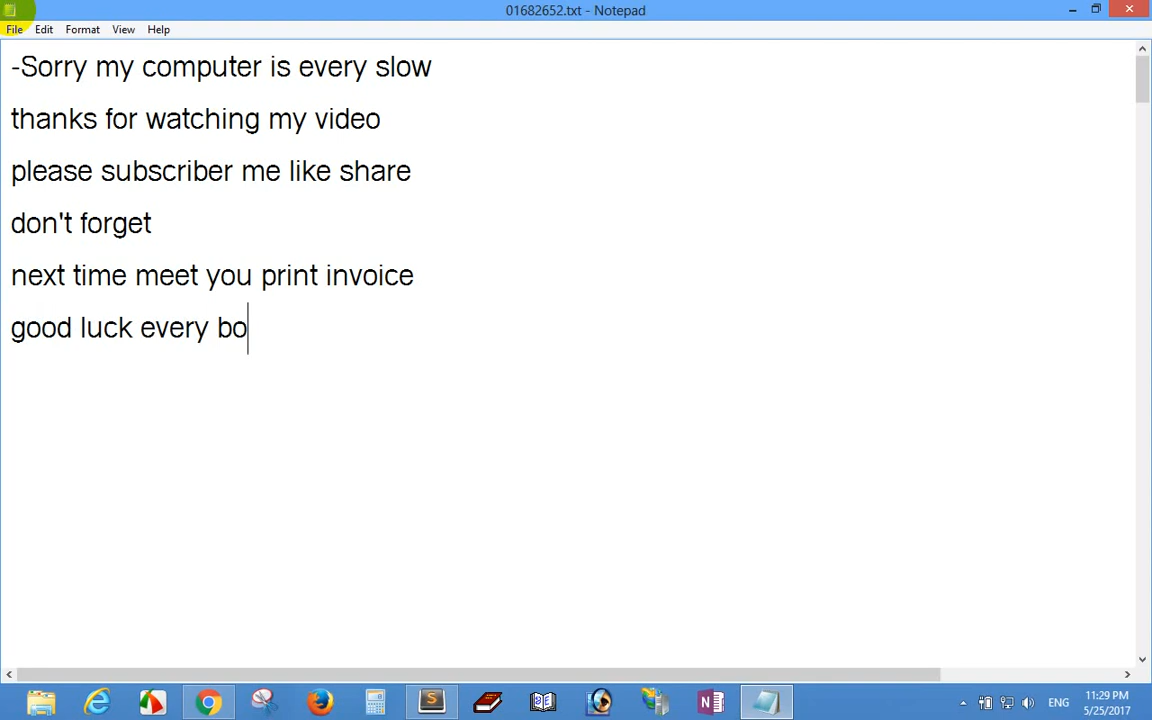 01682652.txt - Notepad
File Edit Format View Help
-Sorry my computer is every slow
thanks for watching my video
please subscriber me like share
don't forget
next time meet you print invoice
good luck every bo
ENG
11:29 PM
5/25/2017